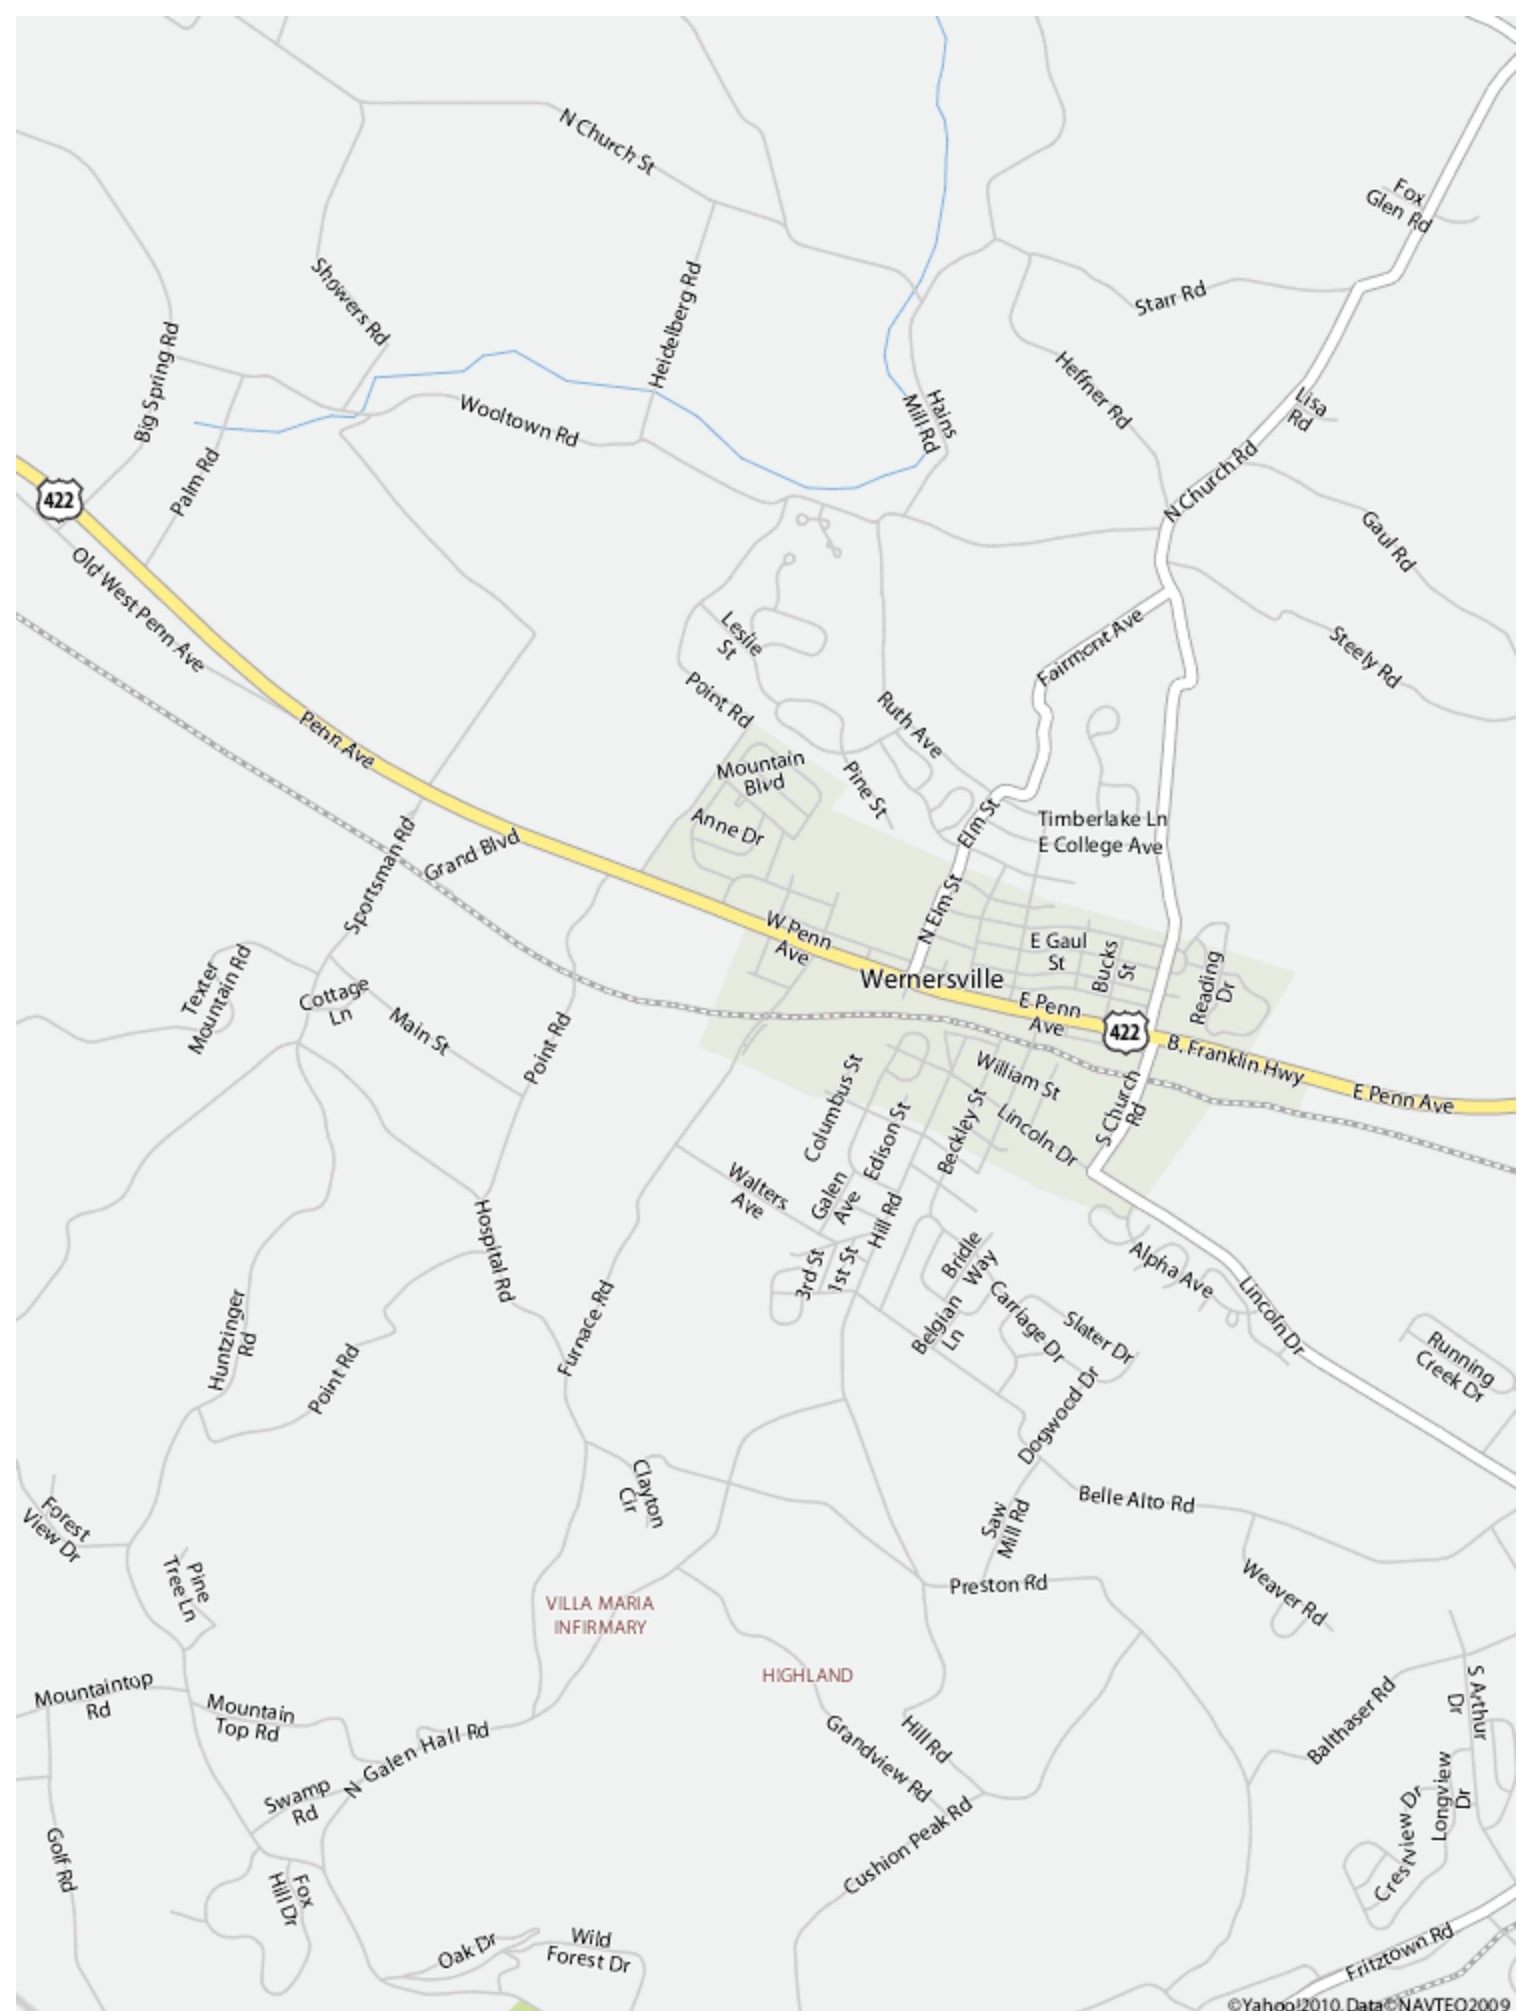 N Church St
Fox
Glen Rd
Showers Rd
Heidelberg Rd
Starr Rd
Big Spring Rd
Heffner Rd
Wooltown Rd
Hains
Mill Rd
Lisa
Rd
Palm Rd
N Church Rd
422
Gaul Rd
Old West Penn Ave
Leslie
St
Fairmont Ave
Steely Rd
Point Rd
Ruth Ave
Penn Ave
Mountain
Blvd
Pine St
Anne Dr
Elm St
Timberlake Ln
E College Ave
Grand Blvd
Sportsman Rd
N Elm St
W Penn
Ave
E Gaul
St
Bucks
St
Reading
Dr
Texter
Mountain Rd
Wernersville
Cottage
Ln
Main St
E Penn
Ave
422
B. Franklin Hwy
E Penn Ave
Point Rd
William St
S Church
Rd
Columbus St
Edison St
Beckley St
Lincoln Dr
Walters
Ave
Galen
Ave
Hill Rd
Hospital Rd
3rd St
1st St
Bridle
Way
Alpha Ave
Huntzinger
Rd
Furnace Rd
Belgian
Ln
Carriage Dr
Slater Dr
Lincoln Dr
Running
Creek Dr
Point Rd
Dogwood Dr
Clayton
Cir
Forest
View Dr
Saw
Mill Rd
Belle Alto Rd
Pine
Tree Ln
Preston Rd
Weaver Rd
VILLA MARIA
INFIRMARY
HIGHLAND
Mountaintop
Rd
Mountain
Top Rd
S Arthur
Dr
Balthaser Rd
N Galen Hall Rd
Hill Rd
Grandview Rd
Swamp
Rd
Longview
Dr
Crestview Dr
Golf Rd
Cushion Peak Rd
Fox
Hill Dr
Oak Dr
Wild
Forest Dr
Fritztown Rd
©Yahoo!2010, Data©NAVTEQ2009